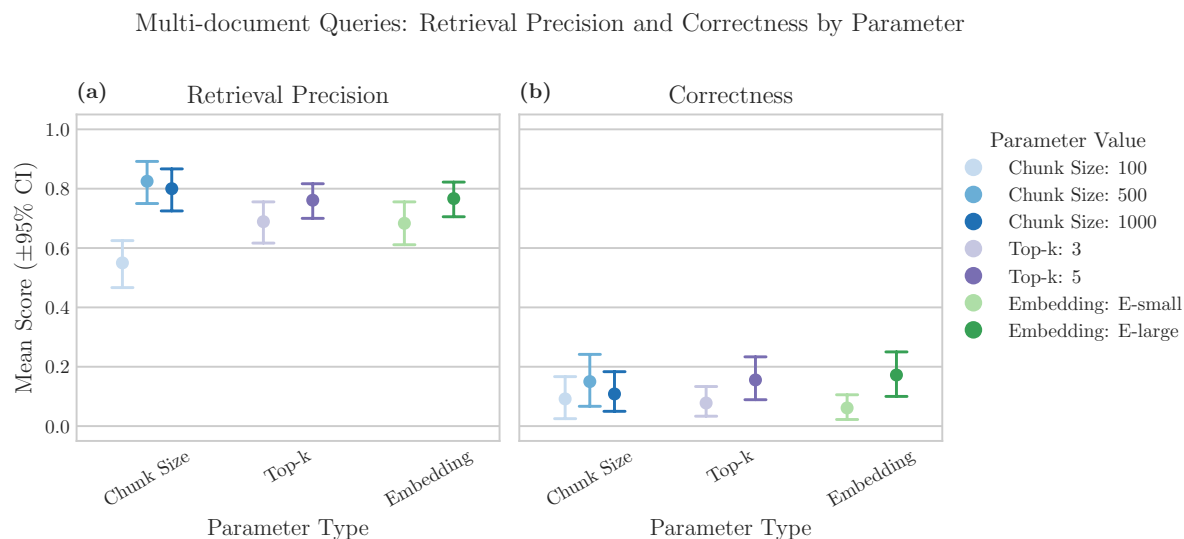 Multi-document Queries: Retrieval Precision and Correctness by Parameter
(a)
Retrieval Precision
(b)
Correctness
Mean Score (±95% CI)
1.0
0.8
0.6
0.4
0.2
0.0
Chunk Size
Top-k
Embedding
Parameter Type
Chunk Size
Top-k
Embedding
Parameter Type
Parameter Value
Chunk Size: 100
Chunk Size: 500
Chunk Size: 1000
Top-k: 3
Top-k: 5
Embedding: E-small
Embedding: E-large